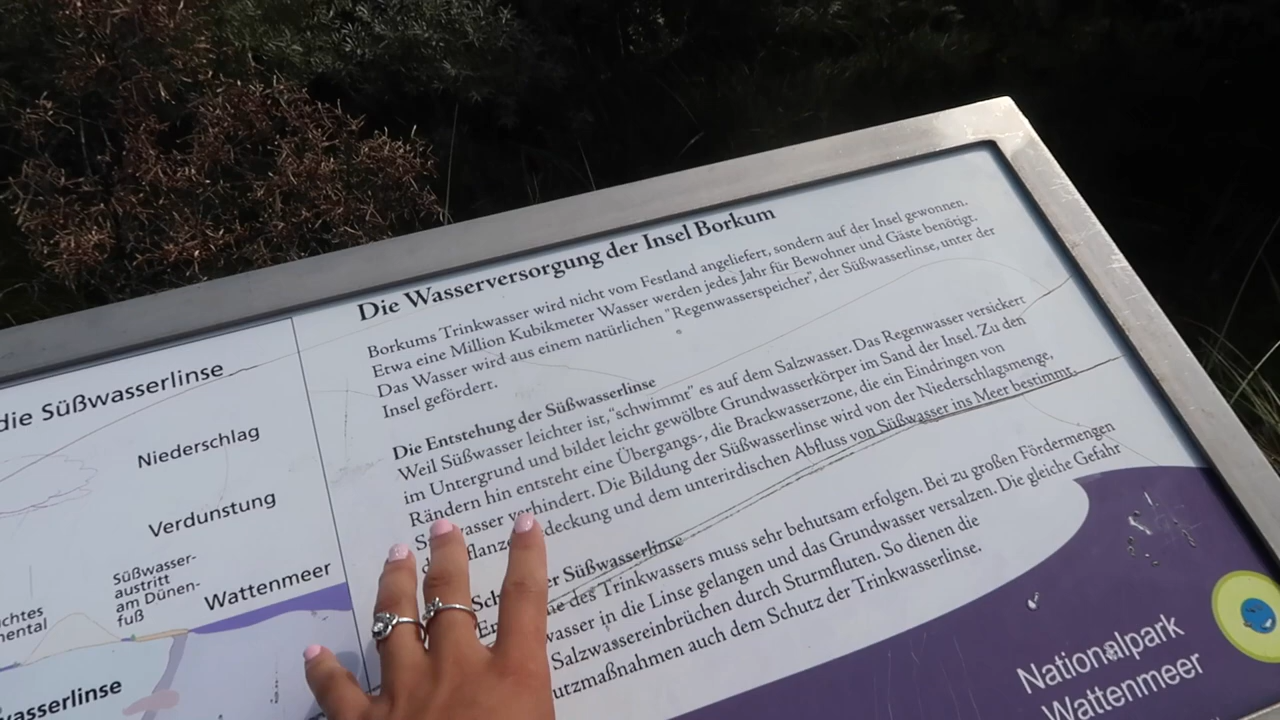 die Süßwasserlinse
Niederschlag
Verdunstung
Süßwasser-
austritt
am Dünen-
fuß
Wattenmeer
Die Wasserversorgung der Insel Borkum
Borkums Trinkwasser wird nicht vom Festland angeliefert, sondern auf der Insel gewonnen.
Etwa eine Million Kubikmeter Wasser werden jedes Jahr für Bewohner und Gäste benötigt.
Das Wasser wird aus einem natürlichen "Regenwasserspeicher", der Süßwasserlinse, unter der
Insel gefördert.
Die Entstehung der Süßwasserlinse
Weil Süßwasser leichter ist, "schwimmt" es auf dem Salzwasser. Das Regenwasser versickert
im Untergrund und bildet leicht gewölbte Grundwasserkörper im Sand der Insel. Zu den
Rändern hin entsteht eine Übergangs-, die Brackwasserzone, die ein Eindringen von
verhindert. Die Bildung der Süßwasserlinse wird von der Niederschlagsmenge,
und dem unterirdischen Abfluss von Süßwasser ins Meer bestimmt.
Süßwasserlinse
des Trinkwassers muss sehr behutsam erfolgen. Bei zu großen Fördermengen
in die Linse gelangen und das Grundwasser versalzen. Die gleiche Gefahr
Salzwassereinbrüchen durch Sturmfluren. So dienen die
auch dem Schutz der Trinkwasserlinse.
Nationalpark
Wattenmeer